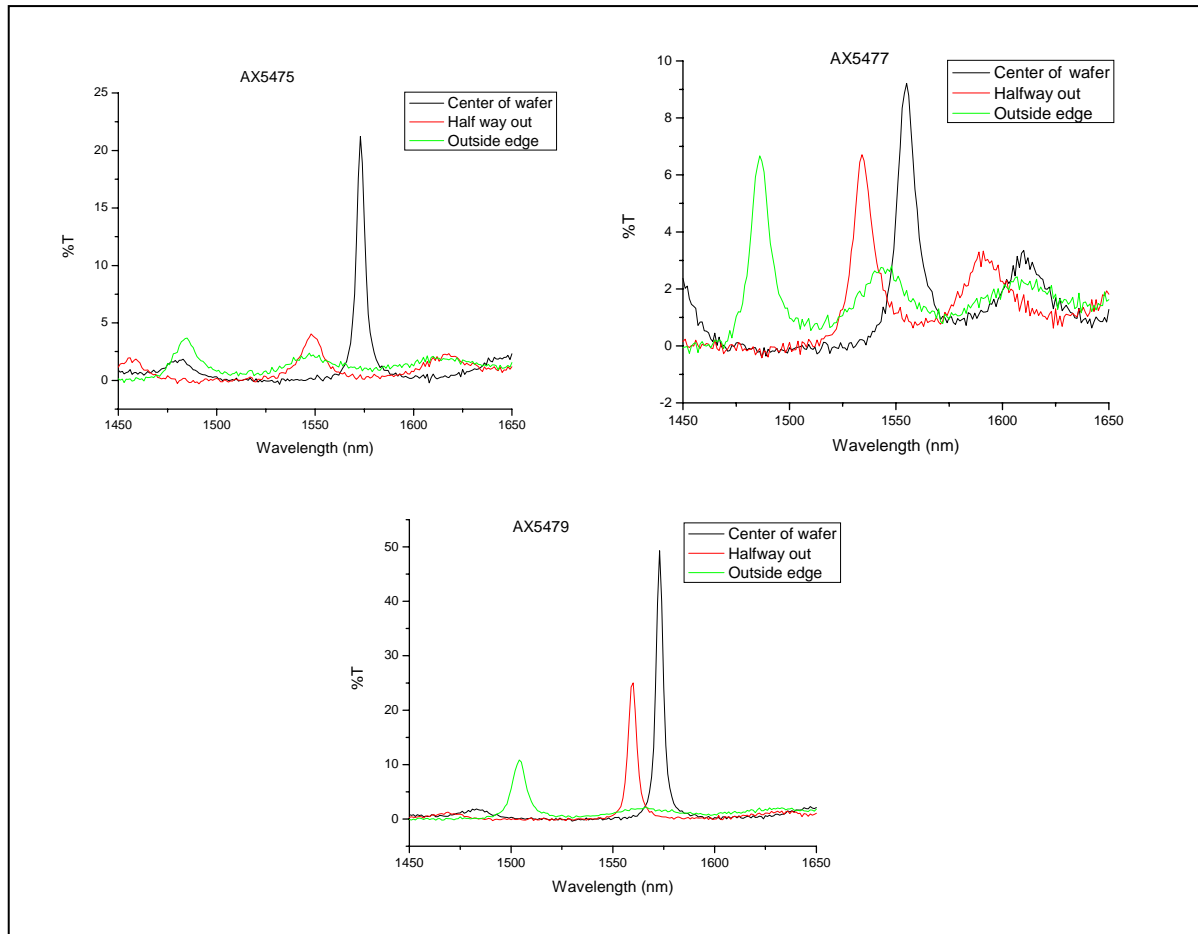 AX5475
Center of wafer
Half way out
Outside edge
25
20
15
10
5
0
%T
1450
1500
1550
1600
1650
Wavelength (nm)
AX5477
Center of wafer
Halfway out
Outside edge
10
8
6
4
2
0
-2
%T
1450
1500
1550
1600
1650
Wavelength (nm)
AX5479
Center of wafer
Halfway out
Outside edge
50
40
30
20
10
0
%T
1450
1500
1550
1600
1650
Wavelength (nm)